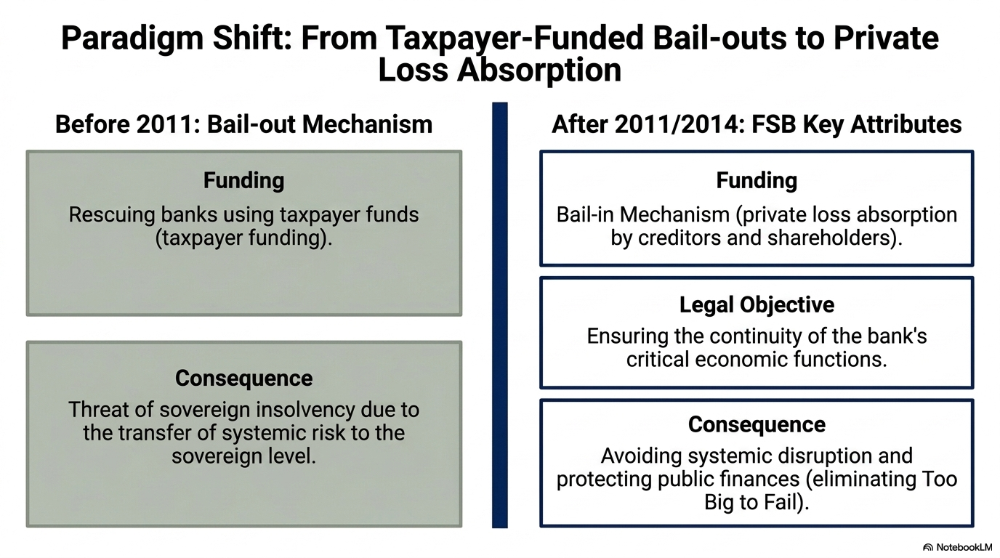 Paradigm Shift: From Taxpayer-Funded Bail-outs to Private
Loss Absorption
Before 2011: Bail-out Mechanism
Funding
Rescuing banks using taxpayer funds
(taxpayer funding).
Consequence
Threat of sovereign insolvency due to
the transfer of systemic risk to the
sovereign level.
After 2011/2014: FSB Key Attributes
Funding
Bail-in Mechanism (private loss absorption
by creditors and shareholders).
Legal Objective
Ensuring the continuity of the bank's
critical economic functions.
Consequence
Avoiding systemic disruption and
protecting public finances (eliminating Too
Big to Fail).
NotebookLM